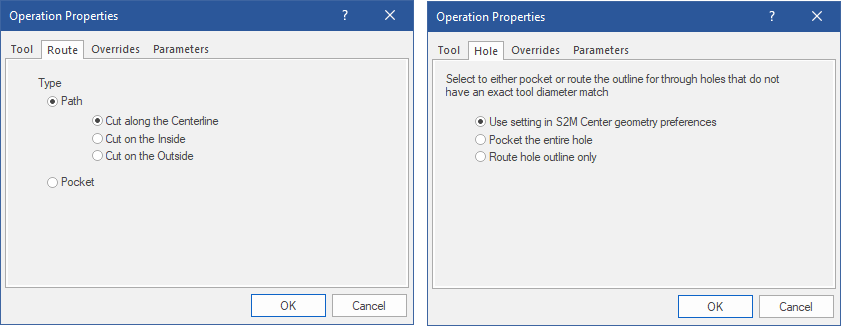 Operation Properties
?
Tool Route Overrides Parameters
Type
Path
Cut along the Centerline
Cut on the Inside
Cut on the Outside
Pocket
OK Cancel
Operation Properties
?
Tool Hole Overrides Parameters
Select to either pocket or route the outline for through holes that do not
have an exact tool diameter match
Use setting in S2M Center geometry preferences
Pocket the entire hole
Route hole outline only
OK Cancel